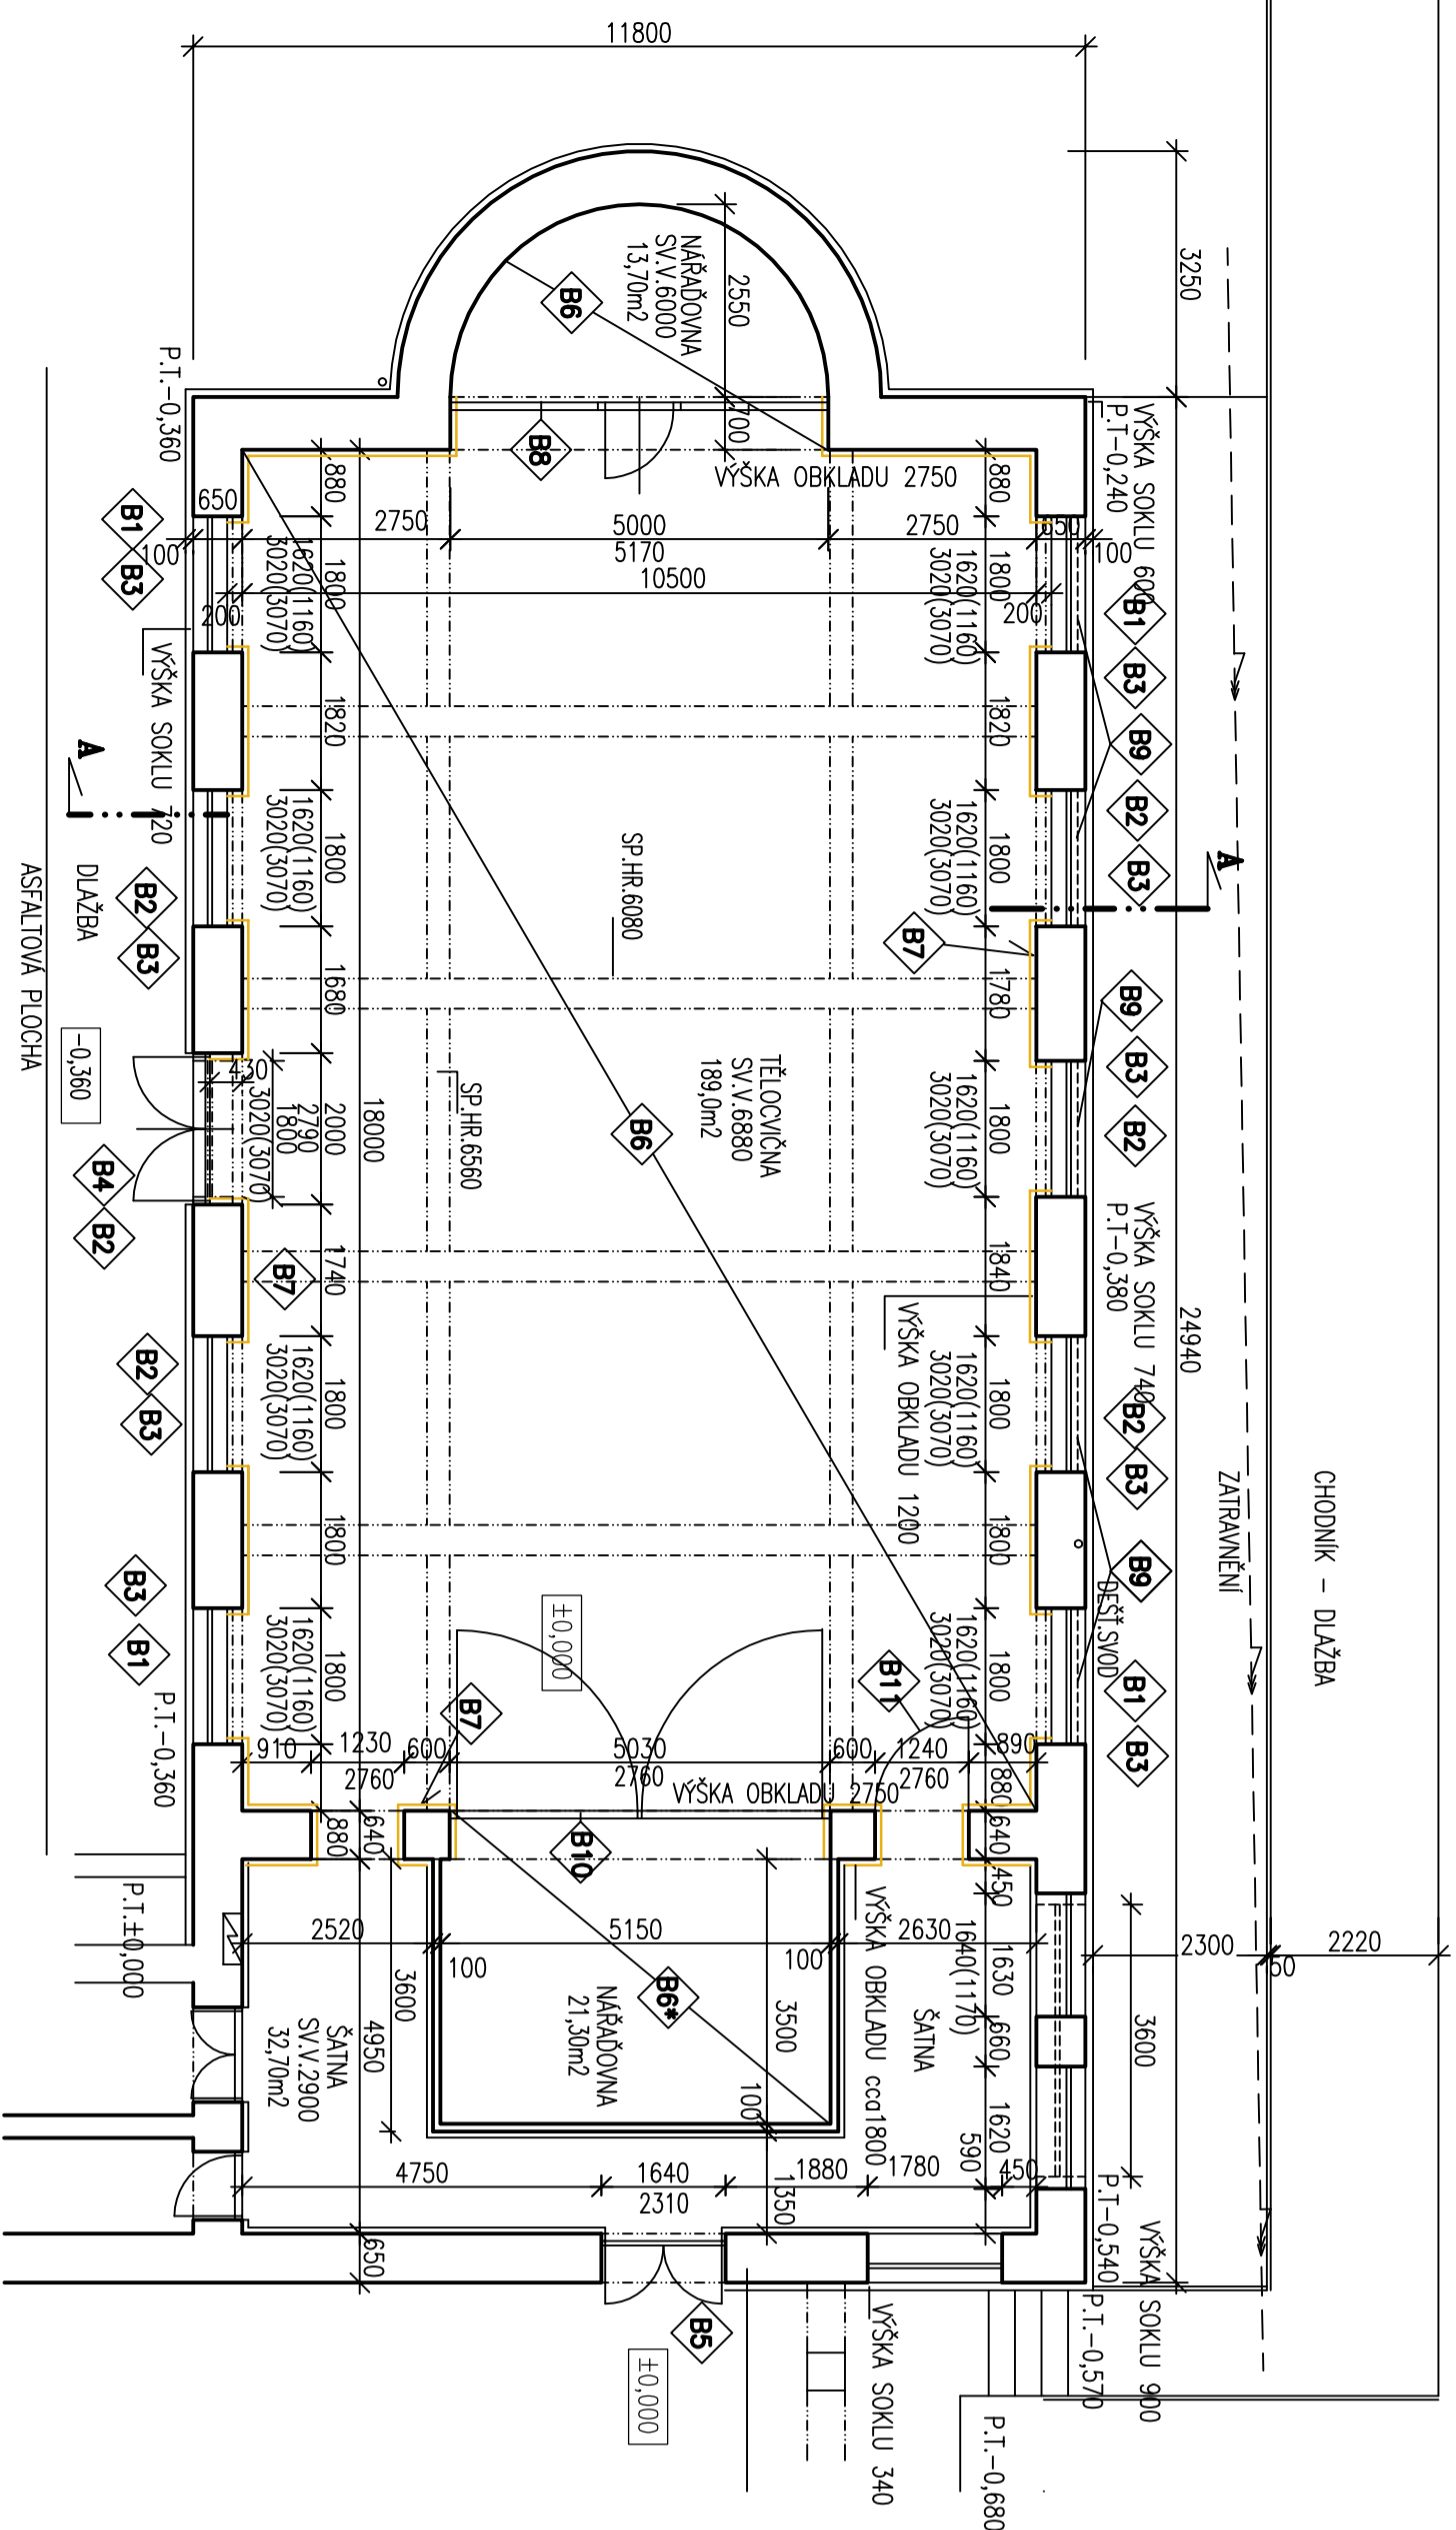 11800
3250
24940
CHODNÍK – DLAŽBA
ZATRAVNĚNÍ
2220
50
2300
VÝŠKA SOKLU 600
P.T-0,240
B1
B3
B9
B2
B3
B9
B3
B2
VÝŠKA SOKLU 740
P.T-0,380
B2
B3
B9
DEŠŤ.SVOD
B1
B3
A
A
NÁŘAĎOVNA
SV.V.6000
13,70m2
2550
700
B6
B8
VÝŠKA OBKLADU 2750
880
1800
1820
1800
1780
1800
1840
1800
1800
1800
880
640
450
1630
660
1620
590
1620(1160)
3020(3070)
1620(1160)
3020(3070)
1620(1160)
3020(3070)
1620(1160)
3020(3070)
1620(1160)
3020(3070)
1640(1170)
650
100
2750
5000
5170
2750
650
100
200
10500
200
B7
SP.HR.6080
TĚLOCVIČNA
SV.V.6880
189,0m2
B6
SP.HR.6560
18000
VÝŠKA OBKLADU 1200
880
1800
1820
1800
1680
2000
1740
1800
1800
1800
880
640
1620(1160)
3020(3070)
1620(1160)
3020(3070)
430
2790
1800
3020(3070)
1620(1160)
3020(3070)
1620(1160)
3020(3070)
B7
±0,000
B11
B7
910
1230
600
5030
600
1240
890
2760
2760
2760
VÝŠKA OBKLADU 2750
B10
2520
100
5150
100
2630
VÝŠKA OBKLADU cca1800
ŠATNA
3600
3500
B6*
NÁŘAĎOVNA
21,30m2
3600
4950
ŠATNA
SV.V.2900
32,70m2
100
1350
4750
1640
2310
1880
1780
450
650
B5
±0,000
VÝŠKA SOKLU 340
P.T-0,540
VÝŠKA SOKLU 900
P.T.-0,570
P.T.-0,680
P.T.-0,360
B1
B3
VÝŠKA SOKLU 720
DLAŽBA
ASFALTOVÁ PLOCHA
B2
B3
-0,360
B4
B2
B2
B3
B3
B1
P.T.-0,360
P.T.±0,000